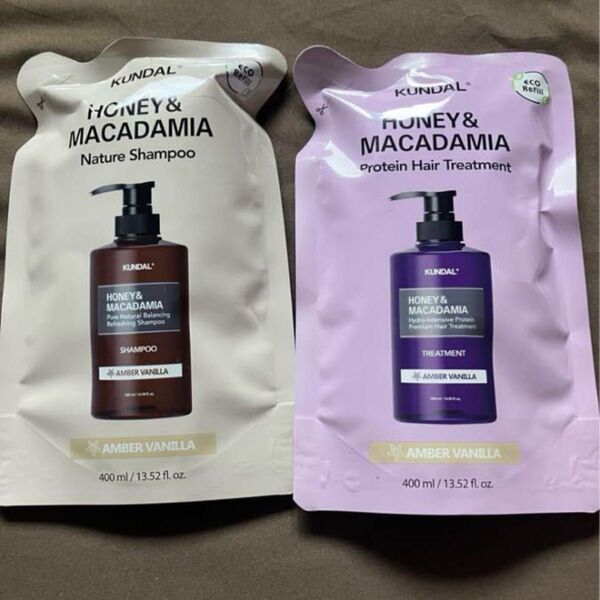 KUNDAL®
eco
Refill
HONEY&
MACADAMIA
Nature Shampoo
KUNDAL®
HONEY&
MACADAMIA
Pure Natural Balancing
Refreshing Shampoo
SHAMPOO
AMBER VANILLA
AMBER VANILLA
400 ml / 13.52 fl. oz.
KUNDAL®
eco
Refill
HONEY&
MACADAMIA
Protein Hair Treatment
KUNDAL®
HONEY&
MACADAMIA
Hydro-Intensive Protein
Premium Hair Treatment
TREATMENT
AMBER VANILLA
AMBER VANILLA
400 ml / 13.52 fl. oz.